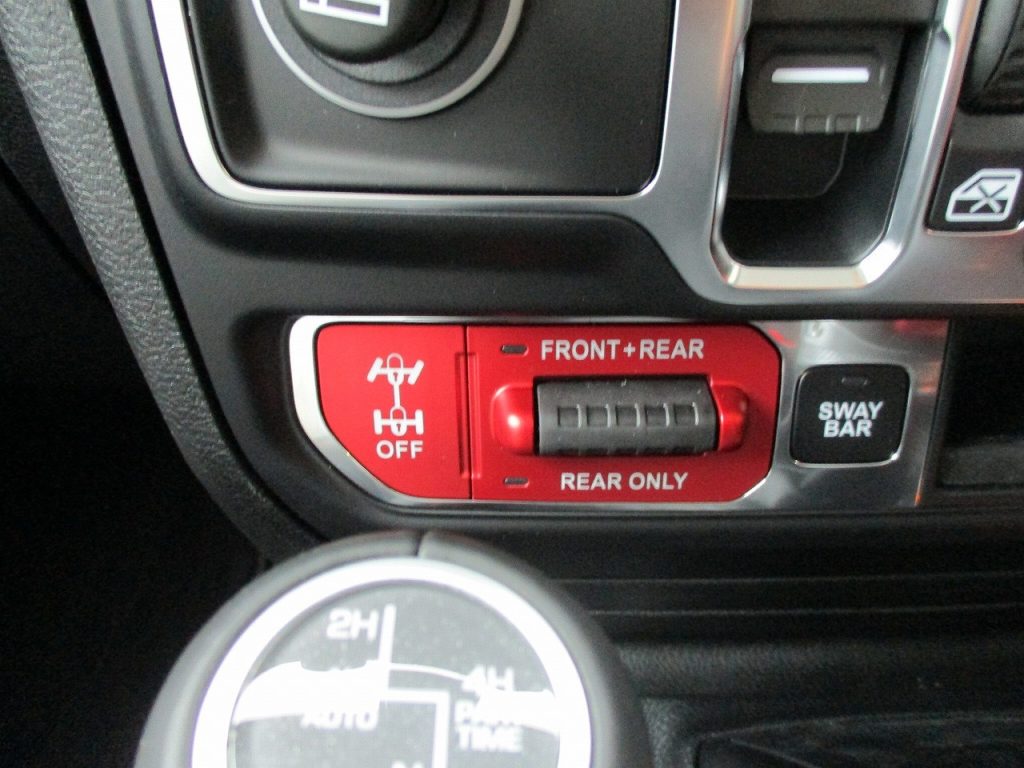 FRONT+REAR
OFF
REAR ONLY
SWAY
BAR
2H
4H
AUTO
PART
TIME